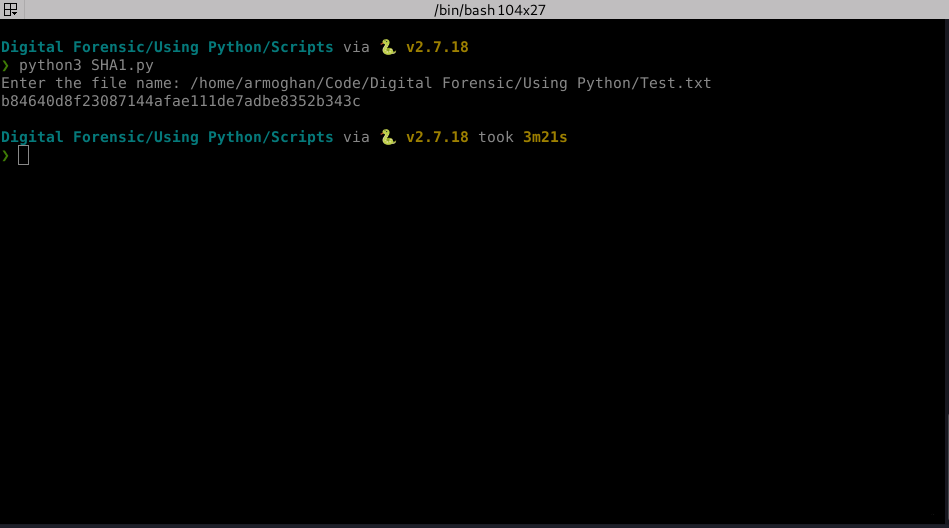 /bin/bash 104x27
Digital Forensic/Using Python/Scripts via 🐍 v2.7.18
❯ python3 SHA1.py
Enter the file name: /home/armoghan/Code/Digital Forensic/Using Python/Test.txt
b84640d8f23087144afae111de7adbe8352b343c
Digital Forensic/Using Python/Scripts via 🐍 v2.7.18 took 3m21s
❯